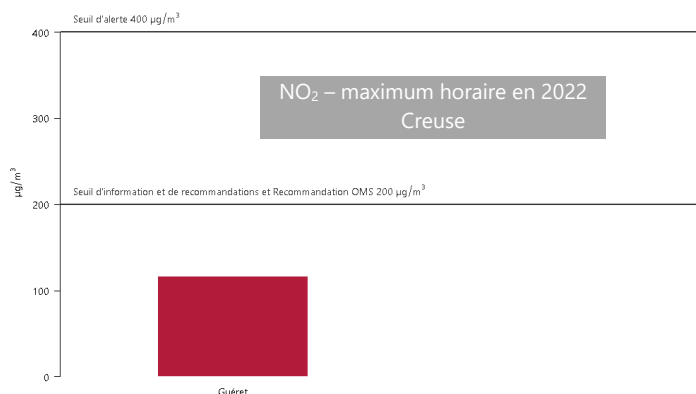 Seuil d'alerte 400 µg/m³
400
NO₂ – maximum horaire en 2022
Creuse
300
µg/m³
Seuil d'information et de recommandations et Recommandation OMS 200 µg/m³
200
100
0
Guéret